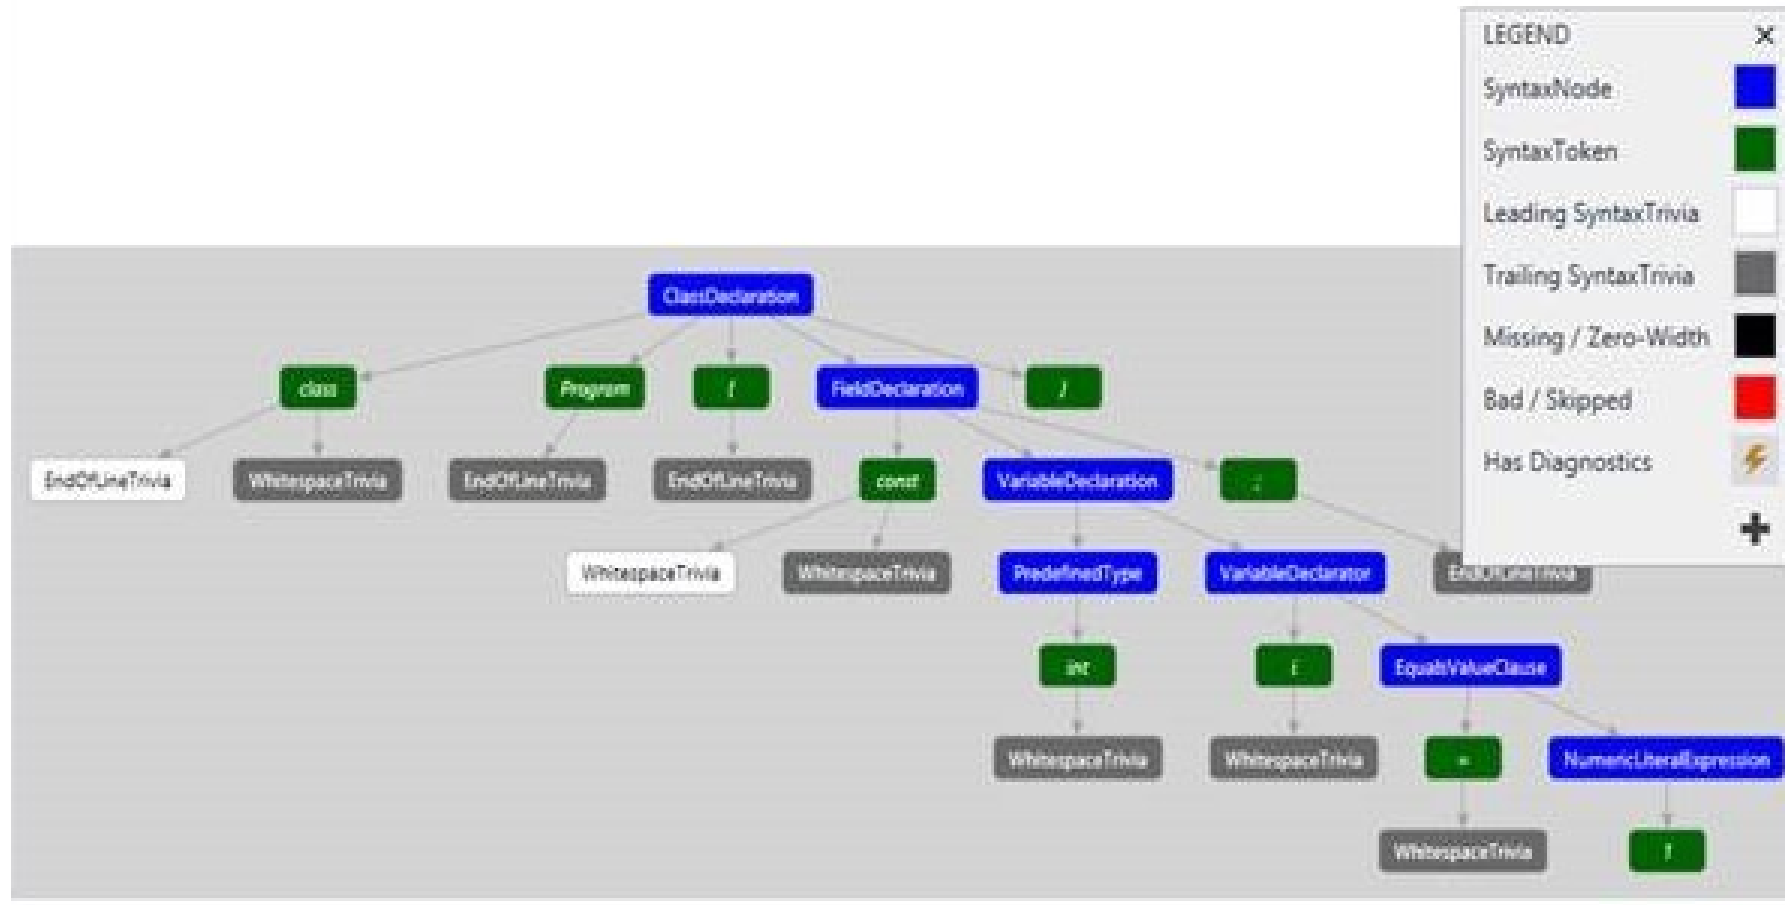 LEGEND
SyntaxNode
SyntaxToken
Leading SyntaxTrivia
Trailing SyntaxTrivia
Missing / Zero-Width
Bad / Skipped
Has Diagnostics
ClassDeclaration
class Program { FieldDeclaration }
EndOfLineTrivia WhitespaceTrivia EndOfLineTrivia EndOfLineTrivia const VariableDeclaration ;
WhitespaceTrivia WhitespaceTrivia PredefinedType VariableDeclarator EndOfLineTrivia
int i EqualsValueClause
WhitespaceTrivia WhitespaceTrivia = NumericLiteralExpression
WhitespaceTrivia 1